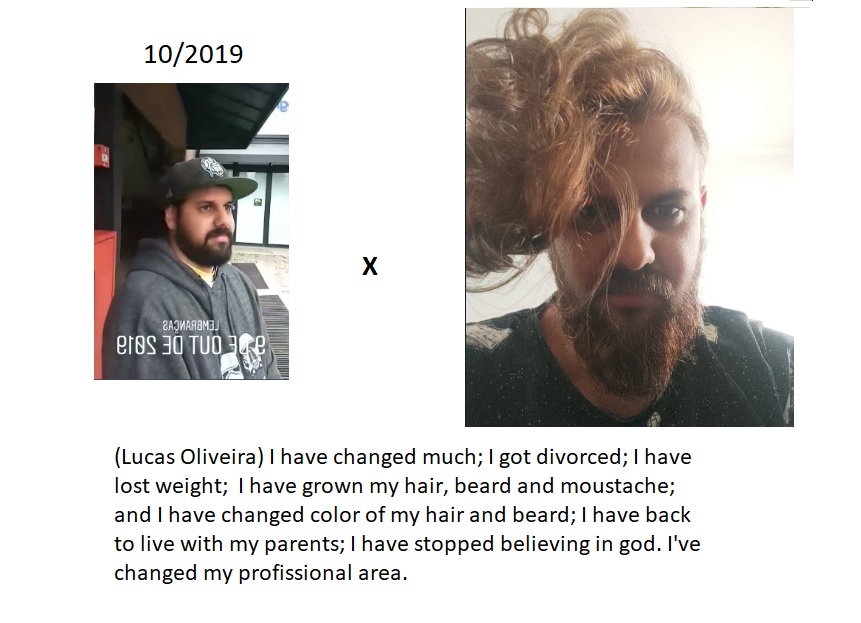 10/2019
LEMBRANÇAS
9 DE OUT DE 2019
X
(Lucas Oliveira) I have changed much; I got divorced; I have
lost weight;  I have grown my hair, beard and moustache;
and I have changed color of my hair and beard; I have back
to live with my parents; I have stopped believing in god. I've
changed my profissional area.